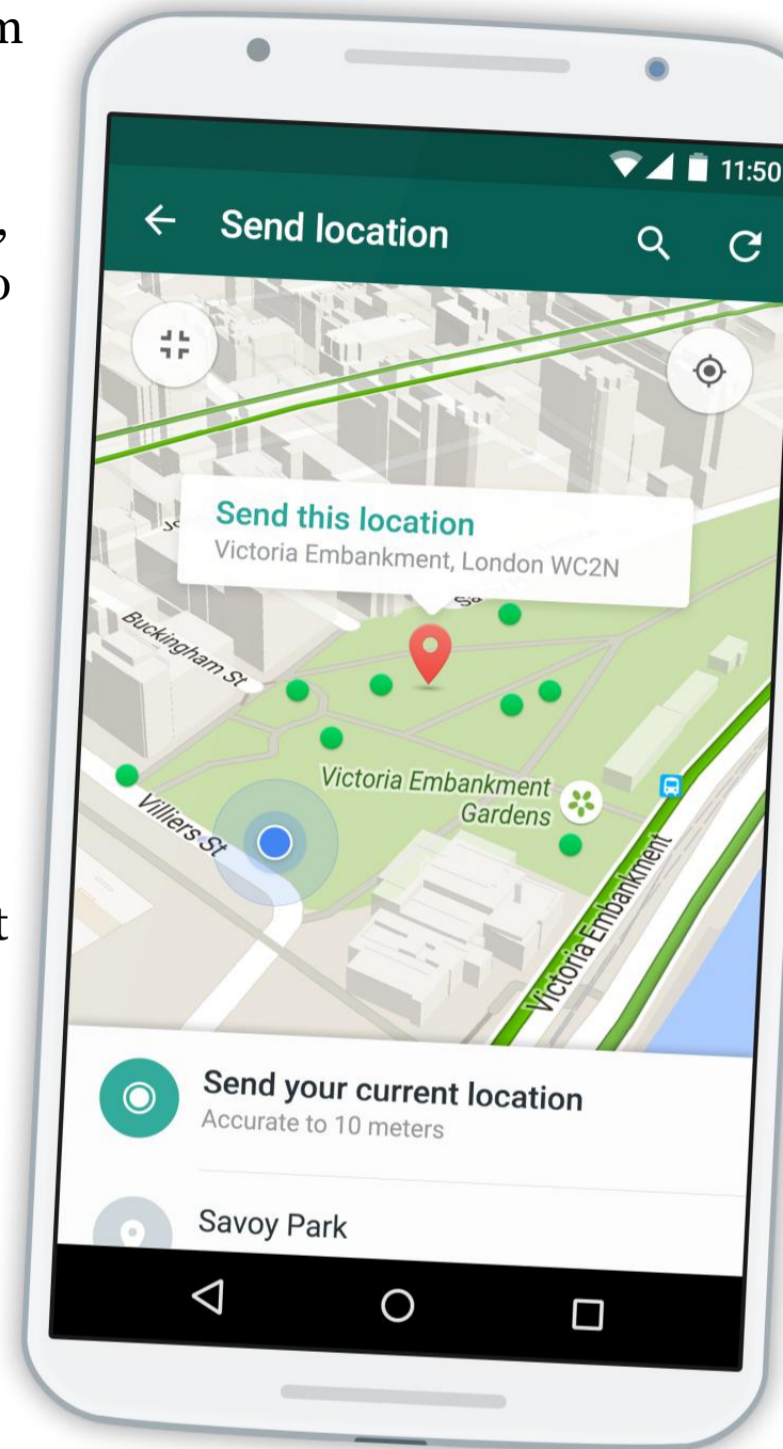 11:50
Send location
Send this location
Victoria Embankment, London WC2N
Buckingham St
Victoria Embankment
Gardens
Villiers St
Victoria Embankment
Send your current location
Accurate to 10 meters
Savoy Park